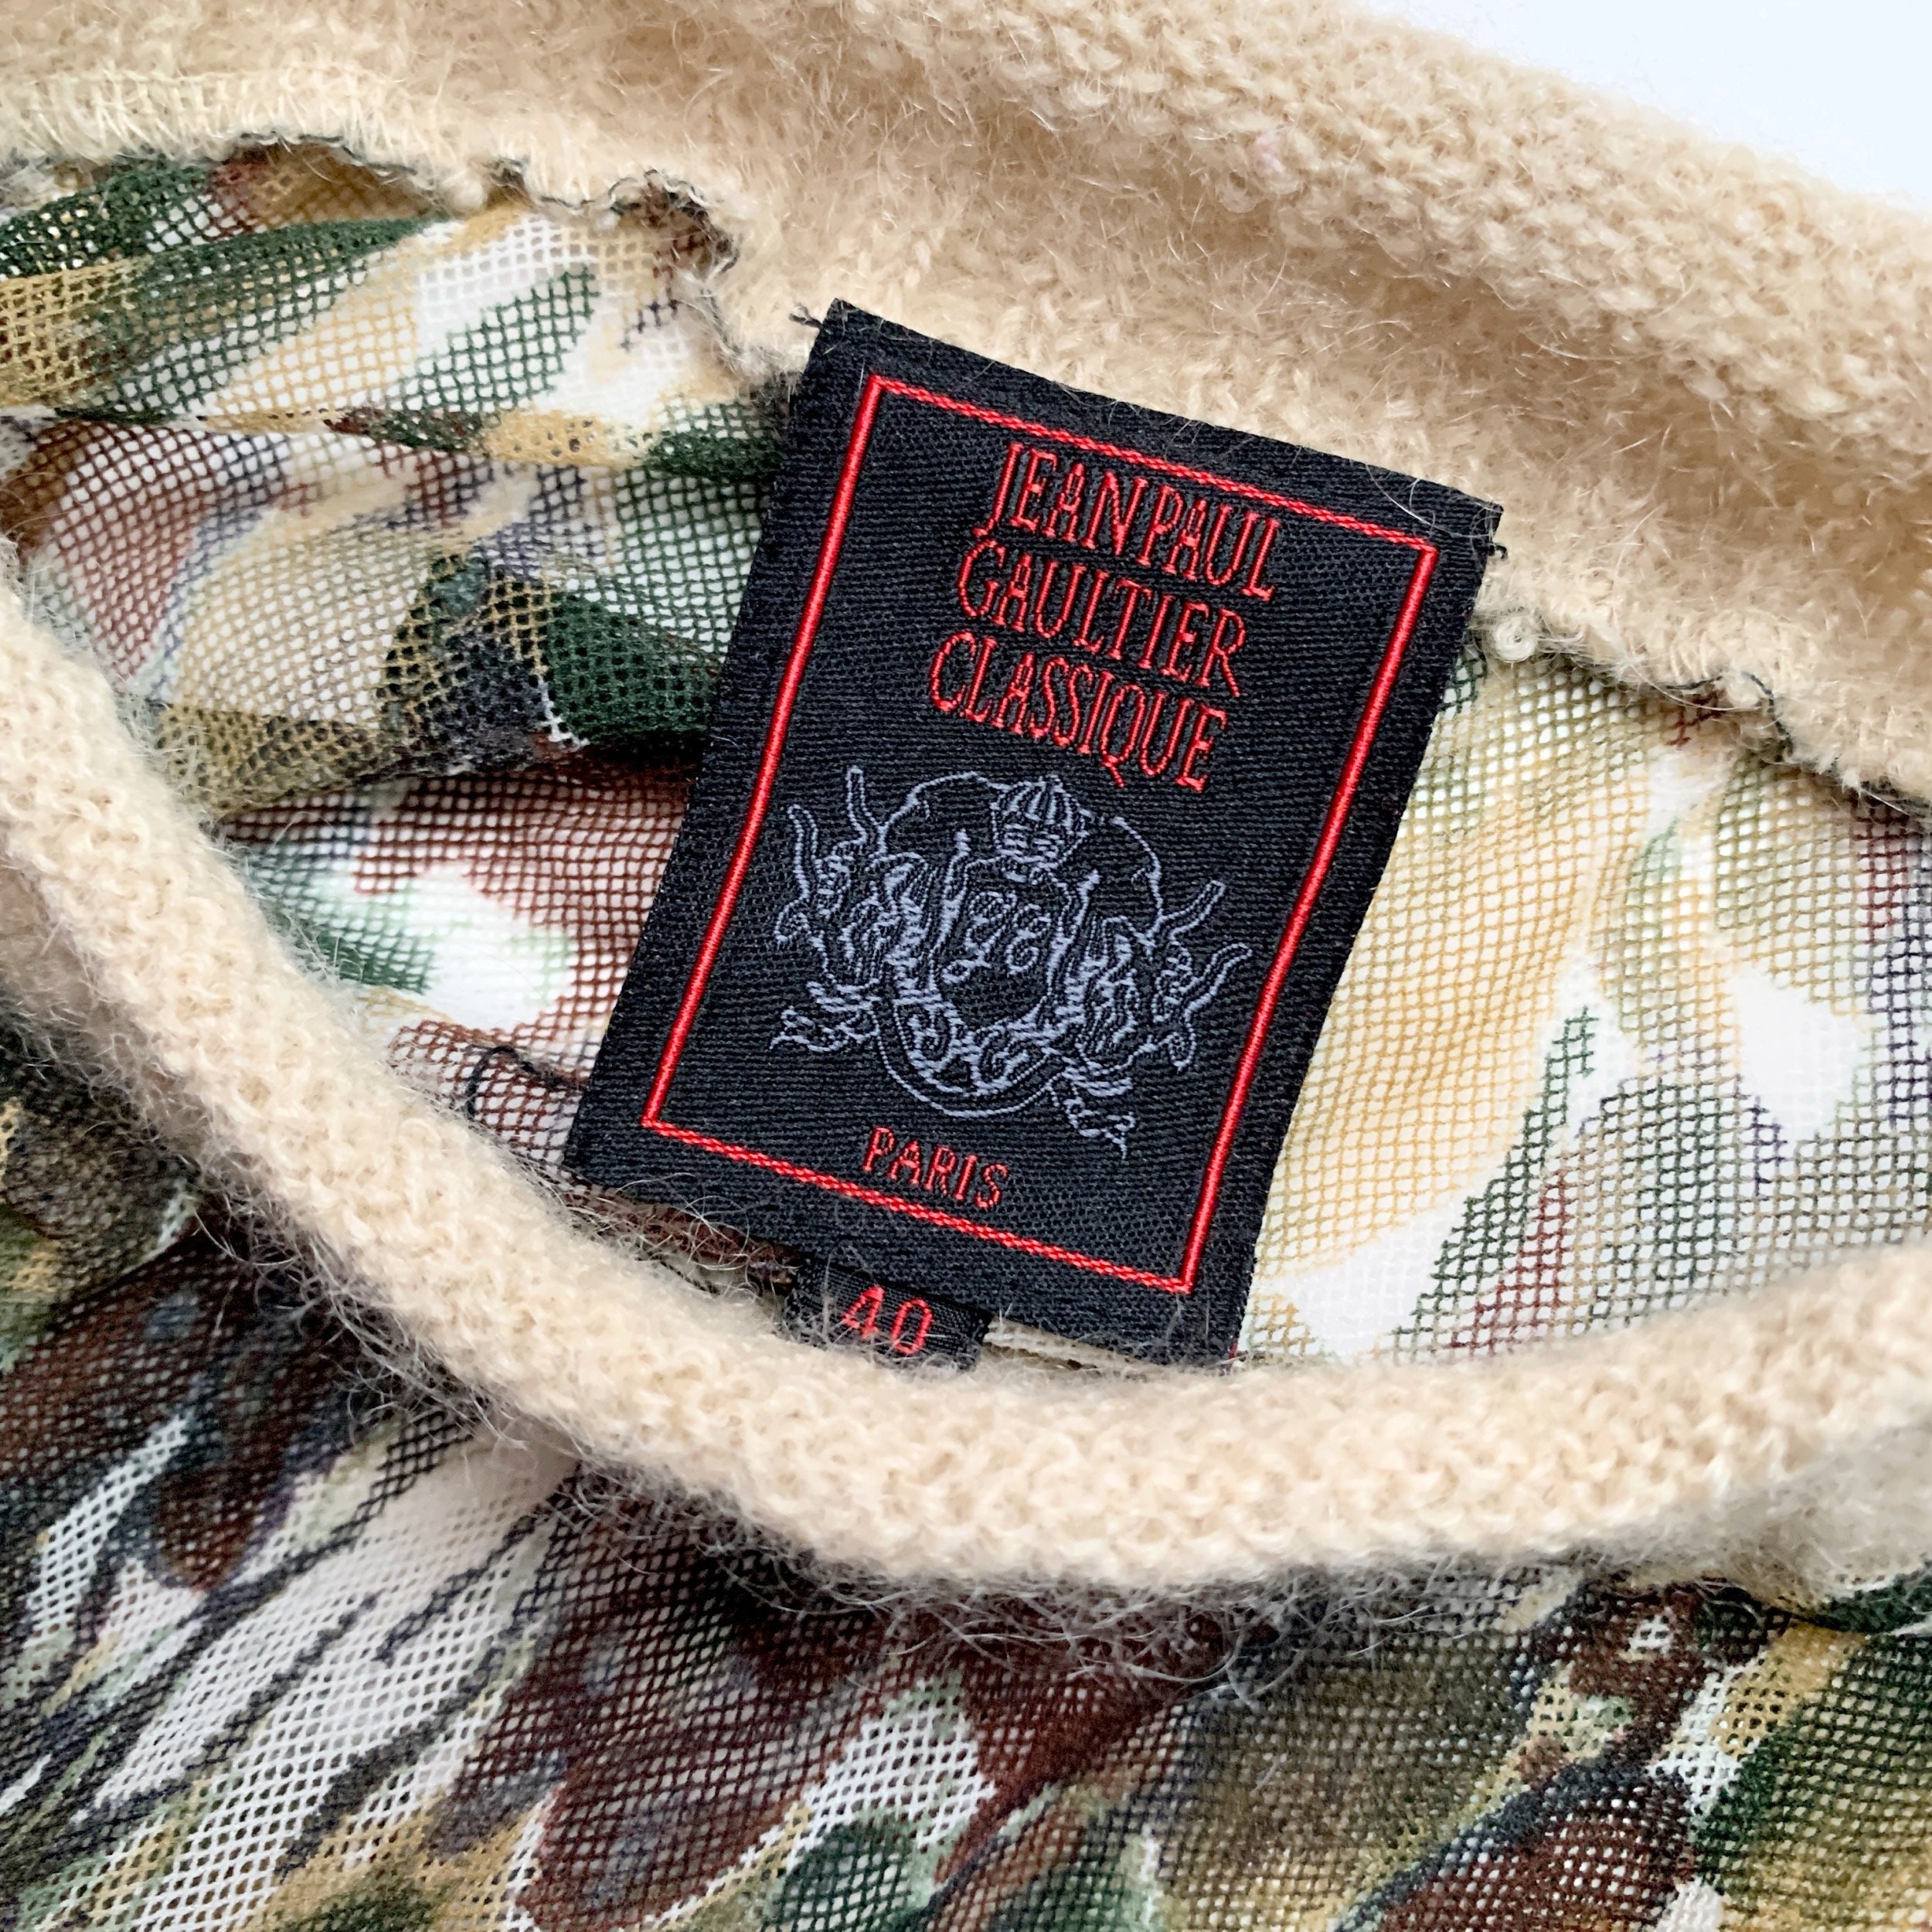 JEAN PAUL
GAULTIER
CLASSIQUE
PARIS
40